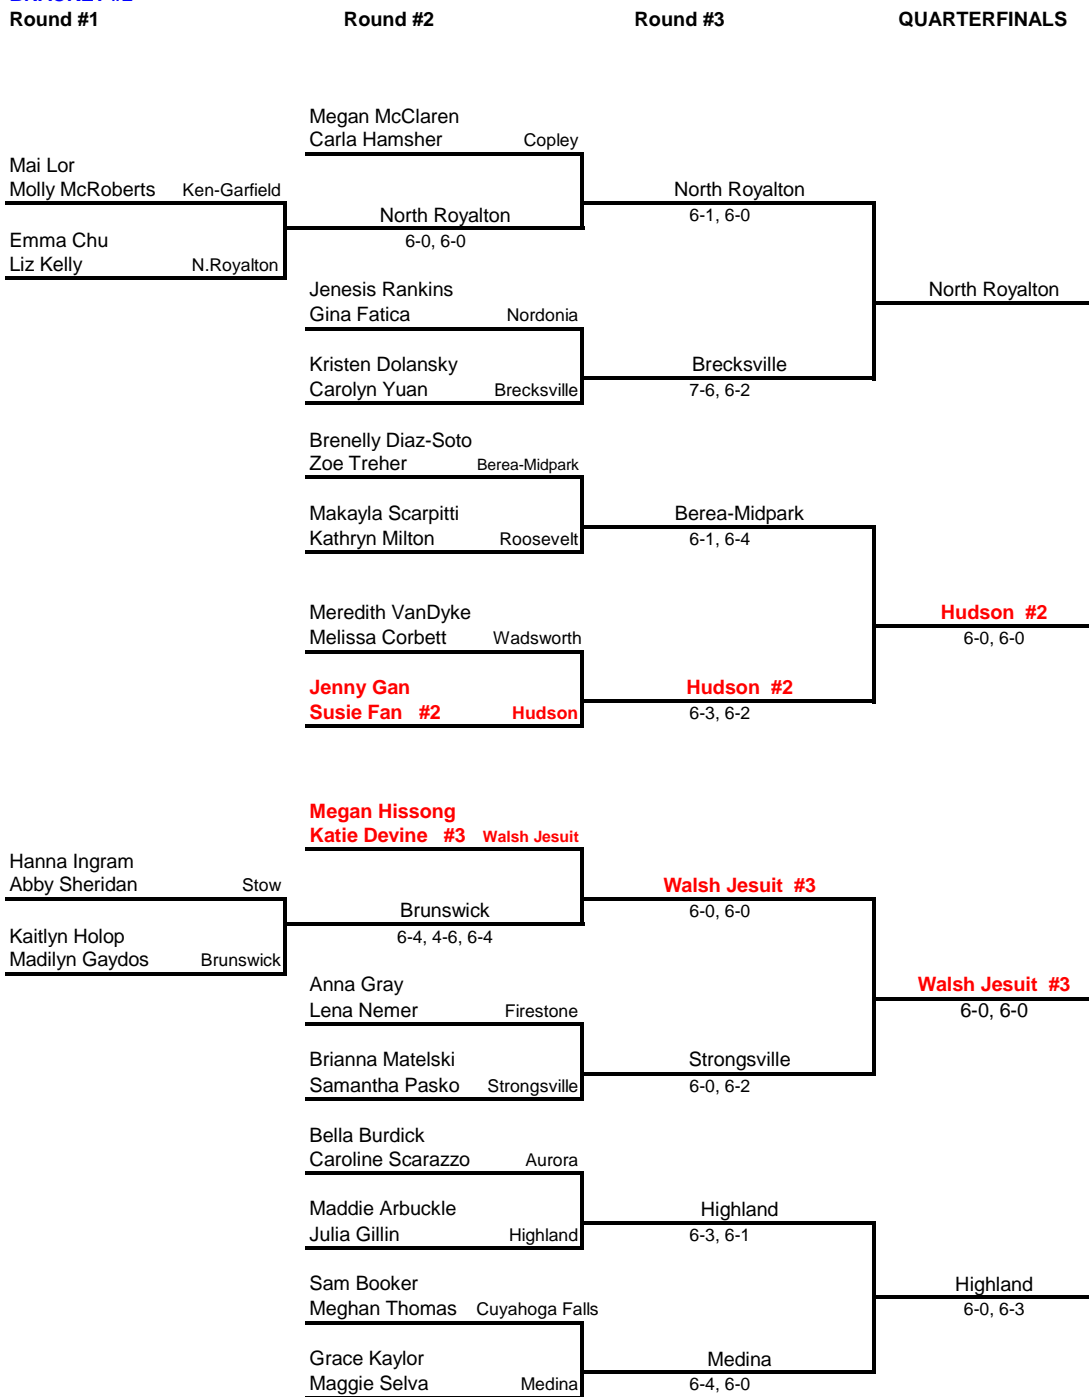 Round #1 Round #2 Round #3 QUARTERFINALS
Megan McClaren
Carla Hamsher Copley
Mai Lor
Molly McRoberts Ken-Garfield North Royalton
North Royalton 6-1, 6-0
Emma Chu 6-0, 6-0
Liz Kelly N.Royalton
Jenesis Rankins North Royalton
Gina Fatica Nordonia
Kristen Dolansky Brecksville
Carolyn Yuan Brecksville 7-6, 6-2
Brenelly Diaz-Soto
Zoe Treher Berea-Midpark
Makayla Scarpitti Berea-Midpark
Kathryn Milton Roosevelt 6-1, 6-4
Meredith VanDyke Hudson #2
Melissa Corbett Wadsworth 6-0, 6-0
Jenny Gan Hudson #2
Susie Fan #2 Hudson 6-3, 6-2
Megan Hissong
Katie Devine #3 Walsh Jesuit
Hanna Ingram
Abby Sheridan Stow Walsh Jesuit #3
Brunswick 6-0, 6-0
Kaitlyn Holop 6-4, 4-6, 6-4
Madilyn Gaydos Brunswick
Anna Gray Walsh Jesuit #3
Lena Nemer Firestone 6-0, 6-0
Brianna Matelski Strongsville
Samantha Pasko Strongsville 6-0, 6-2
Bella Burdick
Caroline Scarazzo Aurora
Maddie Arbuckle Highland
Julia Gillin Highland 6-3, 6-1
Sam Booker Highland
Meghan Thomas Cuyahoga Falls 6-0, 6-3
Grace Kaylor Medina
Maggie Selva Medina 6-4, 6-0